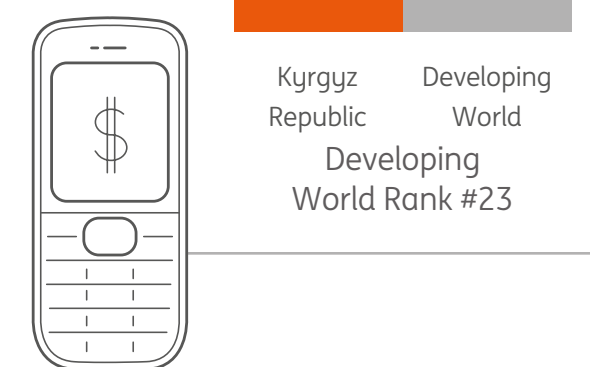 $
Kyrgyz Developing
Republic World
Developing
World Rank #23